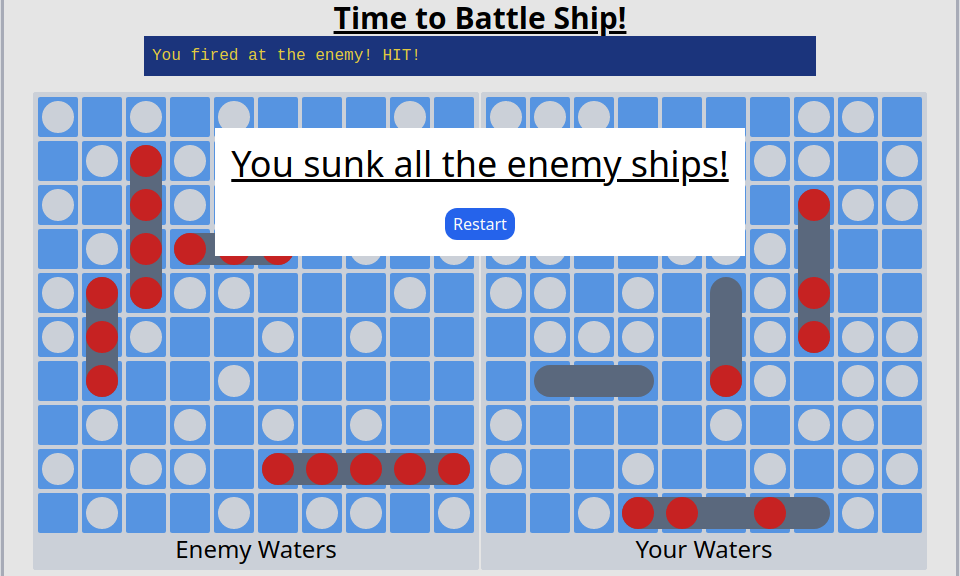 Time to Battle Ship!
You fired at the enemy! HIT!
You sunk all the enemy ships!
Restart
Enemy Waters
Your Waters